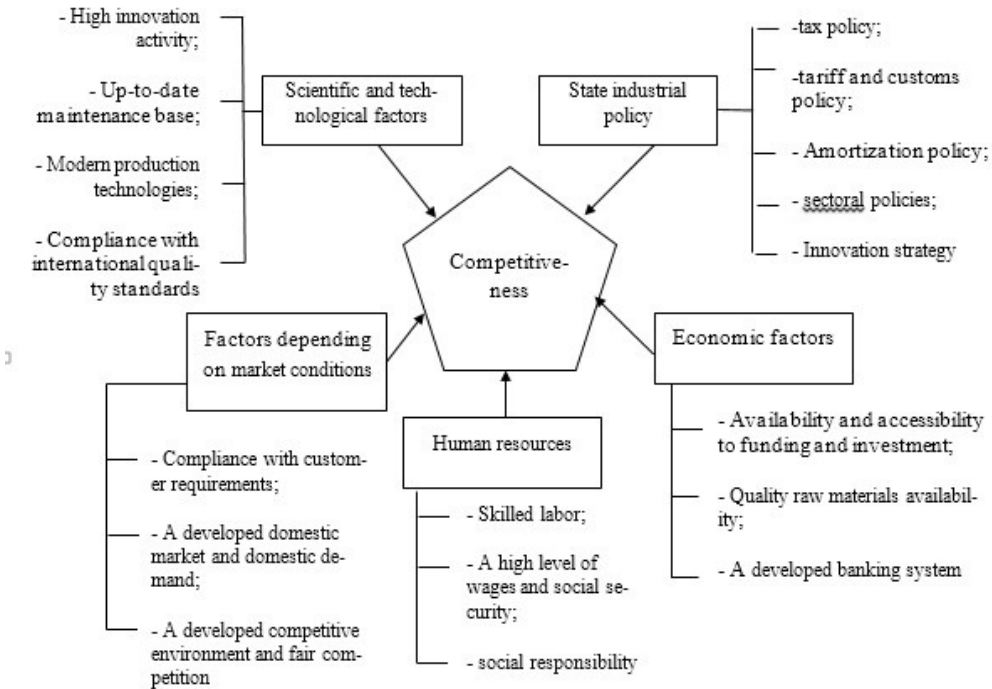 - High innovation
activity;
- Up-to-date
maintenance base;
- Modern production
technologies;
- Compliance with
international quali-
ty standards
Scientific and tech-
nological factors
State industrial
policy
-tax policy;
-tariff and customs
policy;
- Amortization policy;
- sectoral policies;
- Innovation strategy
Competitive-
ness
Factors depending
on market conditions
- Compliance with custom-
er requirements;
- A developed domestic
market and domestic de-
mand;
- A developed competitive
environment and fair com-
petition
Human resources
- Skilled labor;
- A high level of
wages and social se-
curity;
- social responsibility
Economic factors
- Availability and accessibility
to funding and investment;
- Quality raw materials availabil-
ity;
- A developed banking system